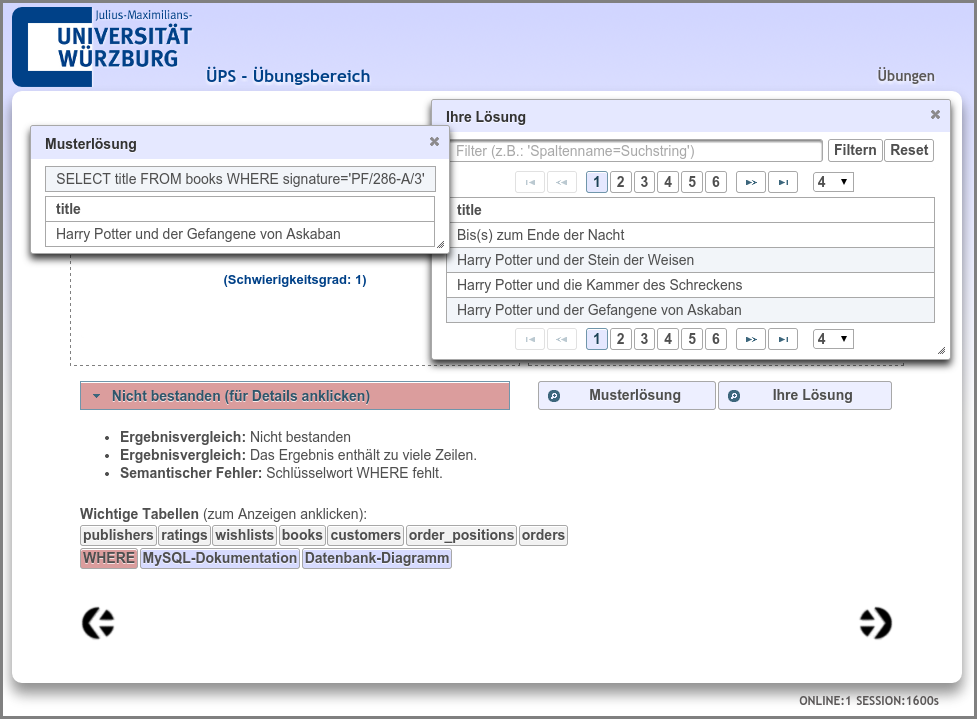 Julius-Maximilians-
UNIVERSITÄT
WÜRZBURG
ÜPS - Übungsbereich
Übungen
Ihre Lösung
Filter (z.B.: 'Spaltenname=Suchstring')
Filtern
Reset
1 2 3 4 5 6 4
title
Bis(s) zum Ende der Nacht
Harry Potter und der Stein der Weisen
Harry Potter und die Kammer des Schreckens
Harry Potter und der Gefangene von Askaban
1 2 3 4 5 6 4
Musterlösung
SELECT title FROM books WHERE signature='PF/286-A/3'
title
Harry Potter und der Gefangene von Askaban
(Schwierigkeitsgrad: 1)
Nicht bestanden (für Details anklicken)
Musterlösung
Ihre Lösung
• Ergebnisvergleich: Nicht bestanden
• Ergebnisvergleich: Das Ergebnis enthält zu viele Zeilen.
• Semantischer Fehler: Schlüsselwort WHERE fehlt.
Wichtige Tabellen (zum Anzeigen anklicken):
publishers ratings wishlists books customers order_positions orders
WHERE MySQL-Dokumentation Datenbank-Diagramm
ONLINE:1 SESSION:1600s